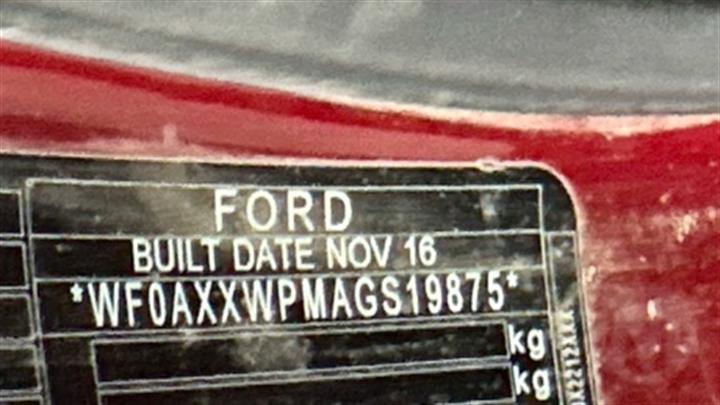 FORD
BUILT DATE NOV 16
*WF0AXXWPMAGS19875*
kg
kg